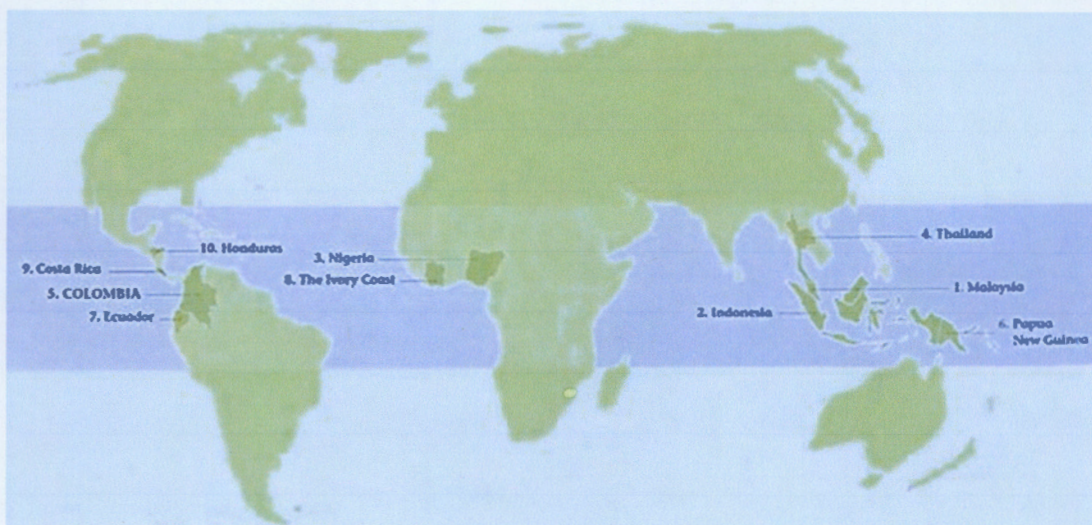 10. Honduras
9. Costa Rica
5. COLOMBIA
7. Ecuador
3. Nigeria
8. The Ivory Coast
4. Thailand
1. Malaysia
2. Indonesia
6. Papua
New Guinea